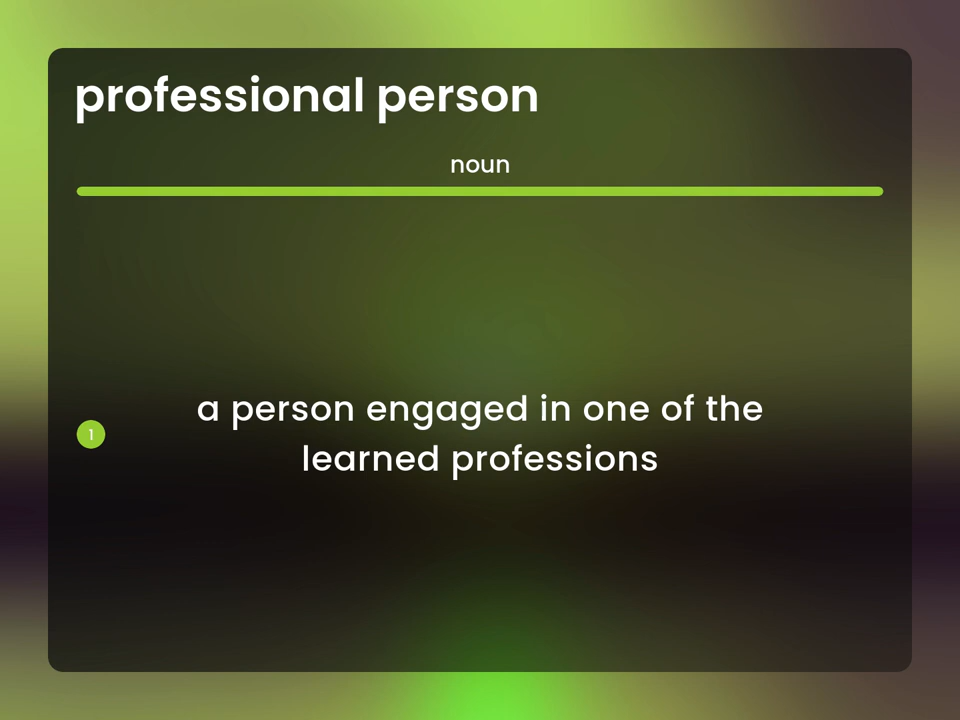 professional person
noun
1
a person engaged in one of the
learned professions